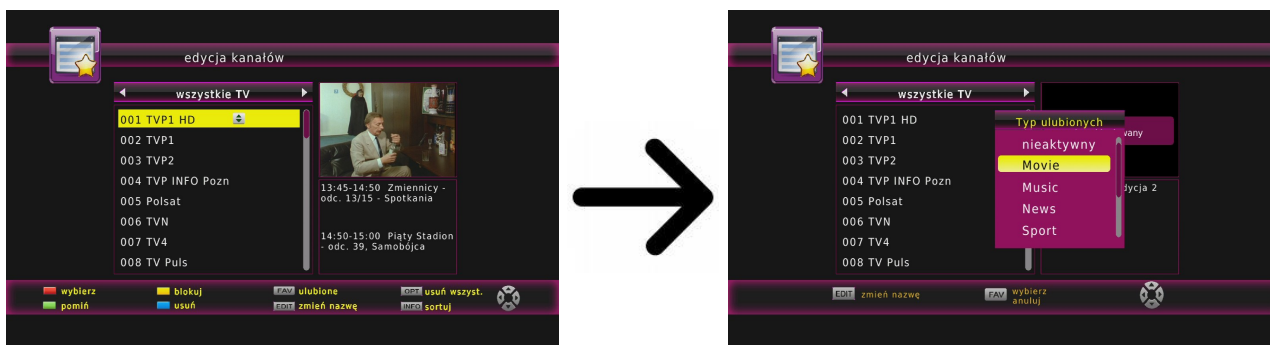 edycja kanałów
wszystkie TV
001 TVP1 HD
002 TVP1
003 TVP2
004 TVP INFO Pozn
005 Polsat
006 TVN
007 TV4
008 TV Puls
13:45-14:50 Zmiennicy -
odc. 13/15 - Spotkania
14:50-15:00 Piąty Stadion
- odc. 39, Samobójca
wybierz
blokuj
FAV ulubione
OPT usuń wszyst.
pomiń
usuń
EDIT zmień nazwę
INFO sortuj
edycja kanałów
wszystkie TV
001 TVP1 HD
002 TVP1
003 TVP2
004 TVP INFO Pozn
005 Polsat
006 TVN
007 TV4
008 TV Puls
Typ ulubionych
nieaktywny
Movie
Music
News
Sport
EDIT zmień nazwę
FAV wybierz
anuluj